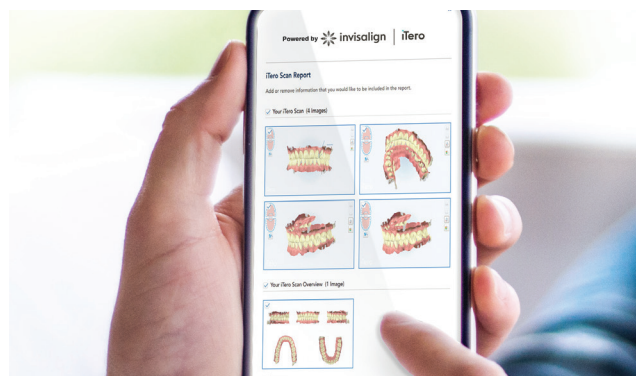 Powered by invisalign | iTero
iTero Scan Report
Add or remove information that you would like to be included in the report.
Your iTero Scan (4 Images)
Your iTero Scan Overview (1 Image)